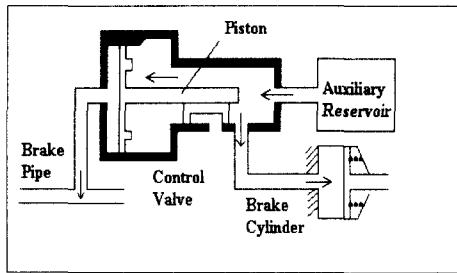 Piston
Auxiliary
Reservoir
Brake
Pipe
Control
Valve
Brake
Cylinder